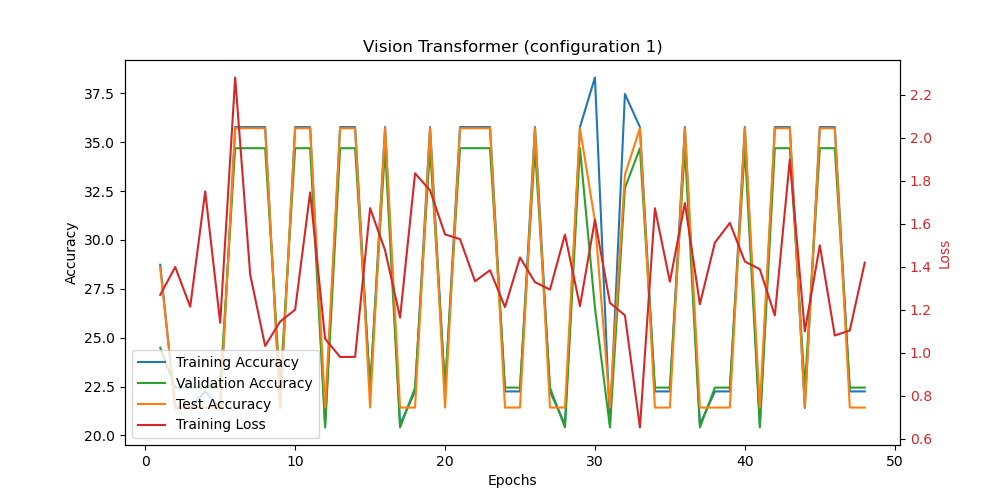 Vision Transformer (configuration 1)
Accuracy
37.5
35.0
32.5
30.0
27.5
25.0
22.5
20.0
Training Accuracy
Validation Accuracy
Test Accuracy
Training Loss
2.2
2.0
1.8
1.6
1.4
1.2
1.0
0.8
0.6
Loss
0 10 20 30 40 50
Epochs